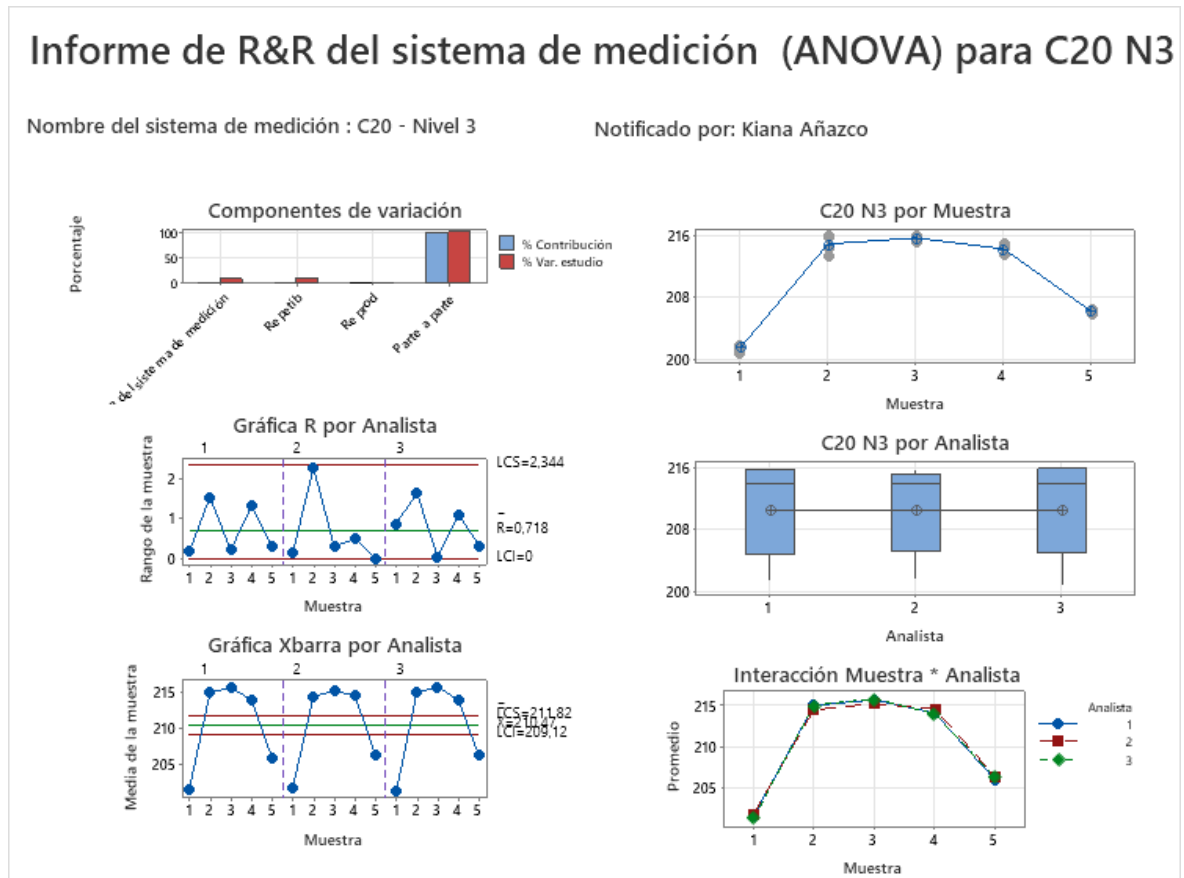 Informe de R&R del sistema de medición (ANOVA) para C20 N3
Nombre del sistema de medición : C20 - Nivel 3
Notificado por: Kiana Añazco
Componentes de variación
Porcentaje
100
50
0
del sistema de medición
Repetib
Reprod
Parte a parte
% Contribución
% Var. estudio
C20 N3 por Muestra
216
208
200
1 2 3 4 5
Muestra
Gráfica R por Analista
Rango de la muestra
1 2 3
2
1
0
LCS=2,344
R=0,718
LCI=0
1 2 3 4 5 1 2 3 4 5 1 2 3 4 5
Muestra
C20 N3 por Analista
216
208
200
1 2 3
Analista
Gráfica Xbarra por Analista
Media de la muestra
1 2 3
215
210
205
LCS=211,82
X=210,47
LCI=209,12
1 2 3 4 5 1 2 3 4 5 1 2 3 4 5
Muestra
Interacción Muestra * Analista
Promedio
215
210
205
1 2 3 4 5
Muestra
Analista
1
2
3